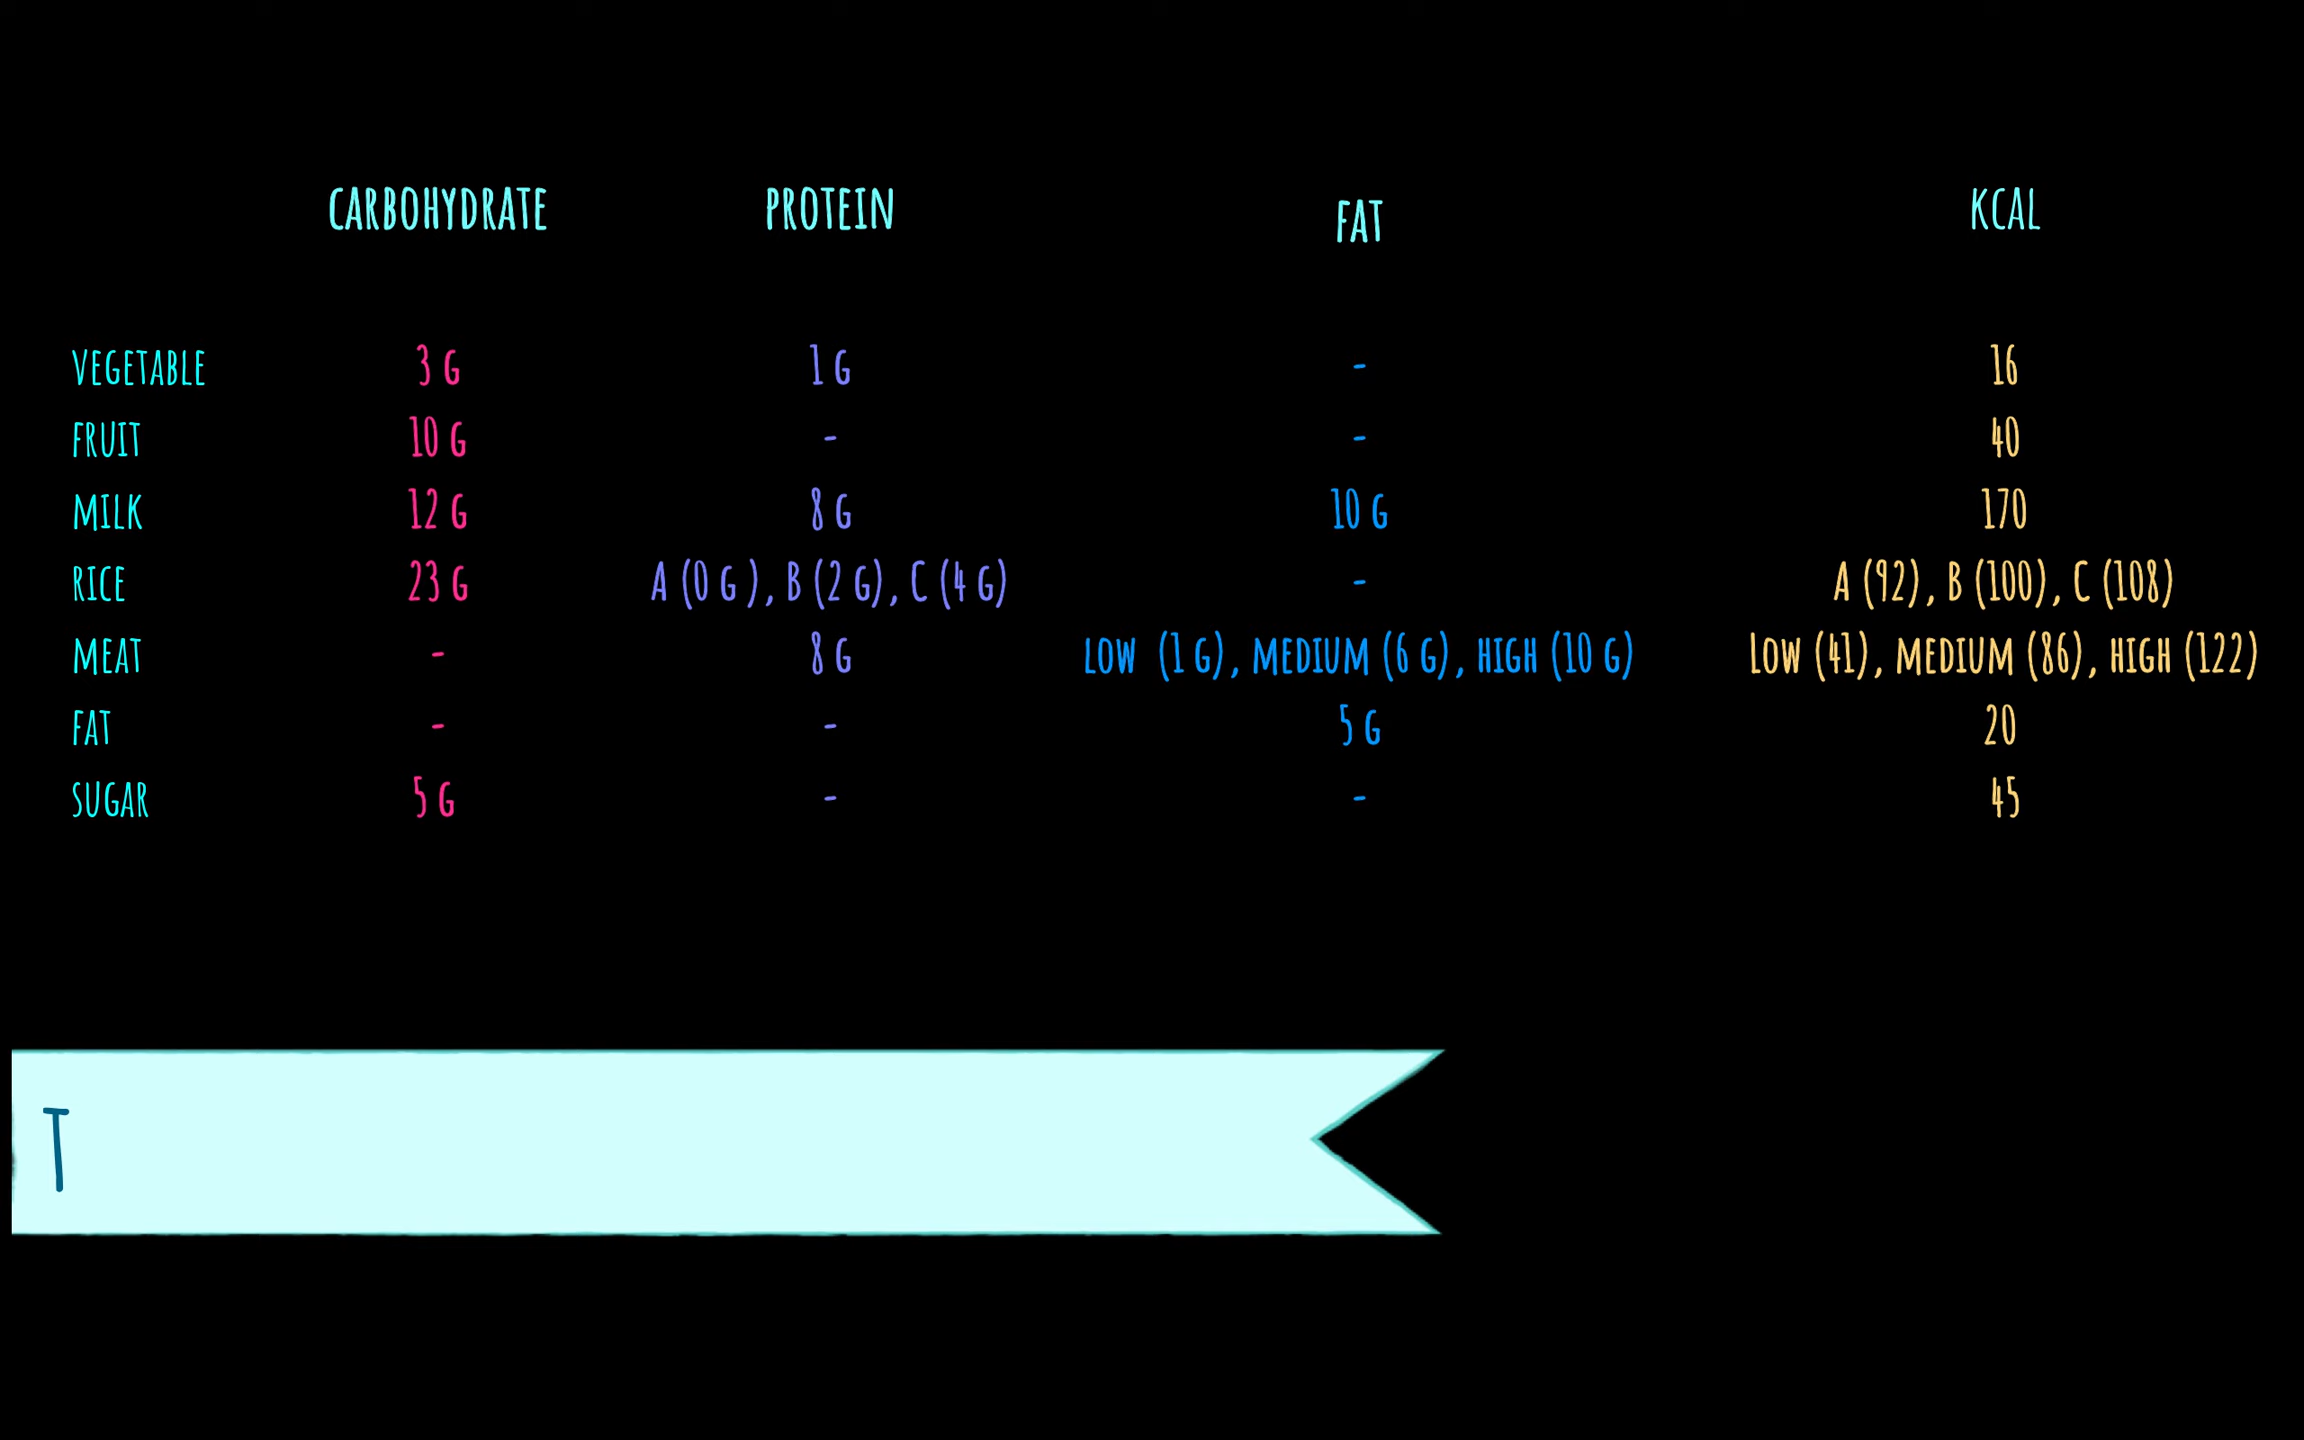 CARBOHYDRATE PROTEIN FAT KCAL
VEGETABLE 3 G 1 G - 16
FRUIT 10 G - - 40
MILK 12 G 8 G 10 G 170
RICE 23 G A (0 G ), B (2 G), C (4 G) - A (92), B (100), C (108)
MEAT - 8 G LOW (1 G), MEDIUM (6 G), HIGH (10 G) LOW (41), MEDIUM (86), HIGH (122)
FAT - - 5 G 20
SUGAR 5 G - - 45
T